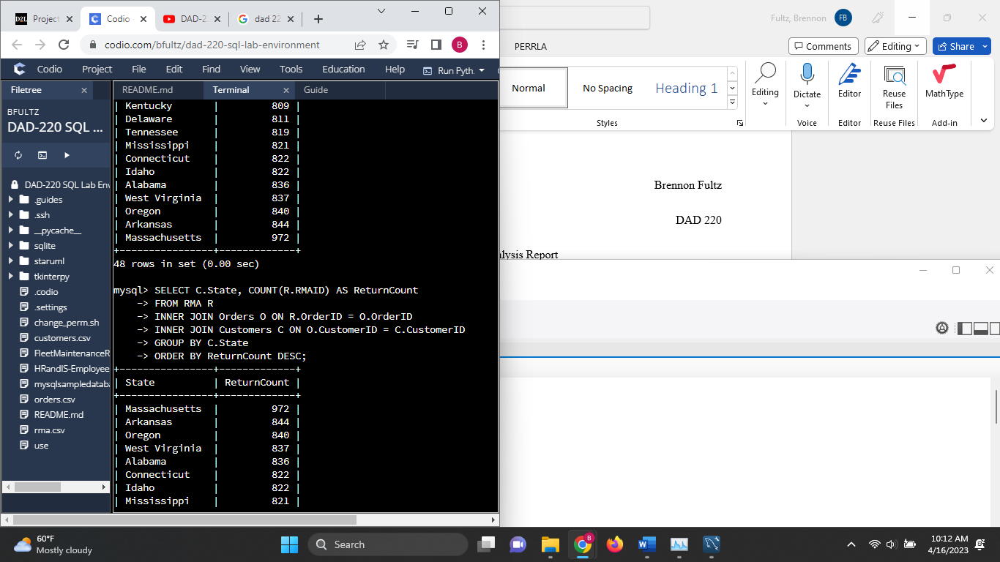 Project
Codio
DAD-2
dad 22
codio.com/bfultz/dad-220-sql-lab-environment
B
Codio Project File Edit Find View Tools Education Help Run Pyth.
Filetree
README.md Terminal Guide
BFULTZ
DAD-220 SQL ...
DAD-220 SQL Lab Env
.guides
.ssh
__pycache__
sqlite
staruml
tkinterpy
.codio
.settings
change_perm.sh
customers.csv
FleetMaintenanceR
HRandIS-Employee
mysqlsampledataba
orders.csv
README.md
rma.csv
use
| Kentucky | 809 |
| Delaware | 811 |
| Tennessee | 819 |
| Mississippi | 821 |
| Connecticut | 822 |
| Idaho | 822 |
| Alabama | 836 |
| West Virginia | 837 |
| Oregon | 840 |
| Arkansas | 844 |
| Massachusetts | 972 |
+----------------+-------------+
48 rows in set (0.00 sec)
mysql> SELECT C.State, COUNT(R.RMAID) AS ReturnCount
-> FROM RMA R
-> INNER JOIN Orders O ON R.OrderID = O.OrderID
-> INNER JOIN Customers C ON O.CustomerID = C.CustomerID
-> GROUP BY C.State
-> ORDER BY ReturnCount DESC;
+----------------+-------------+
| State | ReturnCount |
+----------------+-------------+
| Massachusetts | 972 |
| Arkansas | 844 |
| Oregon | 840 |
| West Virginia | 837 |
| Alabama | 836 |
| Connecticut | 822 |
| Idaho | 822 |
| Mississippi | 821 |
Fultz, Brennon FB
PERRLA
Comments
Editing
Share
Normal
No Spacing
Heading 1
Styles
Editing
Dictate
Voice
Editor
Editor
Reuse
Files
Reuse Files
MathType
Add-in
Brennon Fultz
DAD 220
alysis Report
60°F
Mostly cloudy
Search
B
10:12 AM
4/16/2023